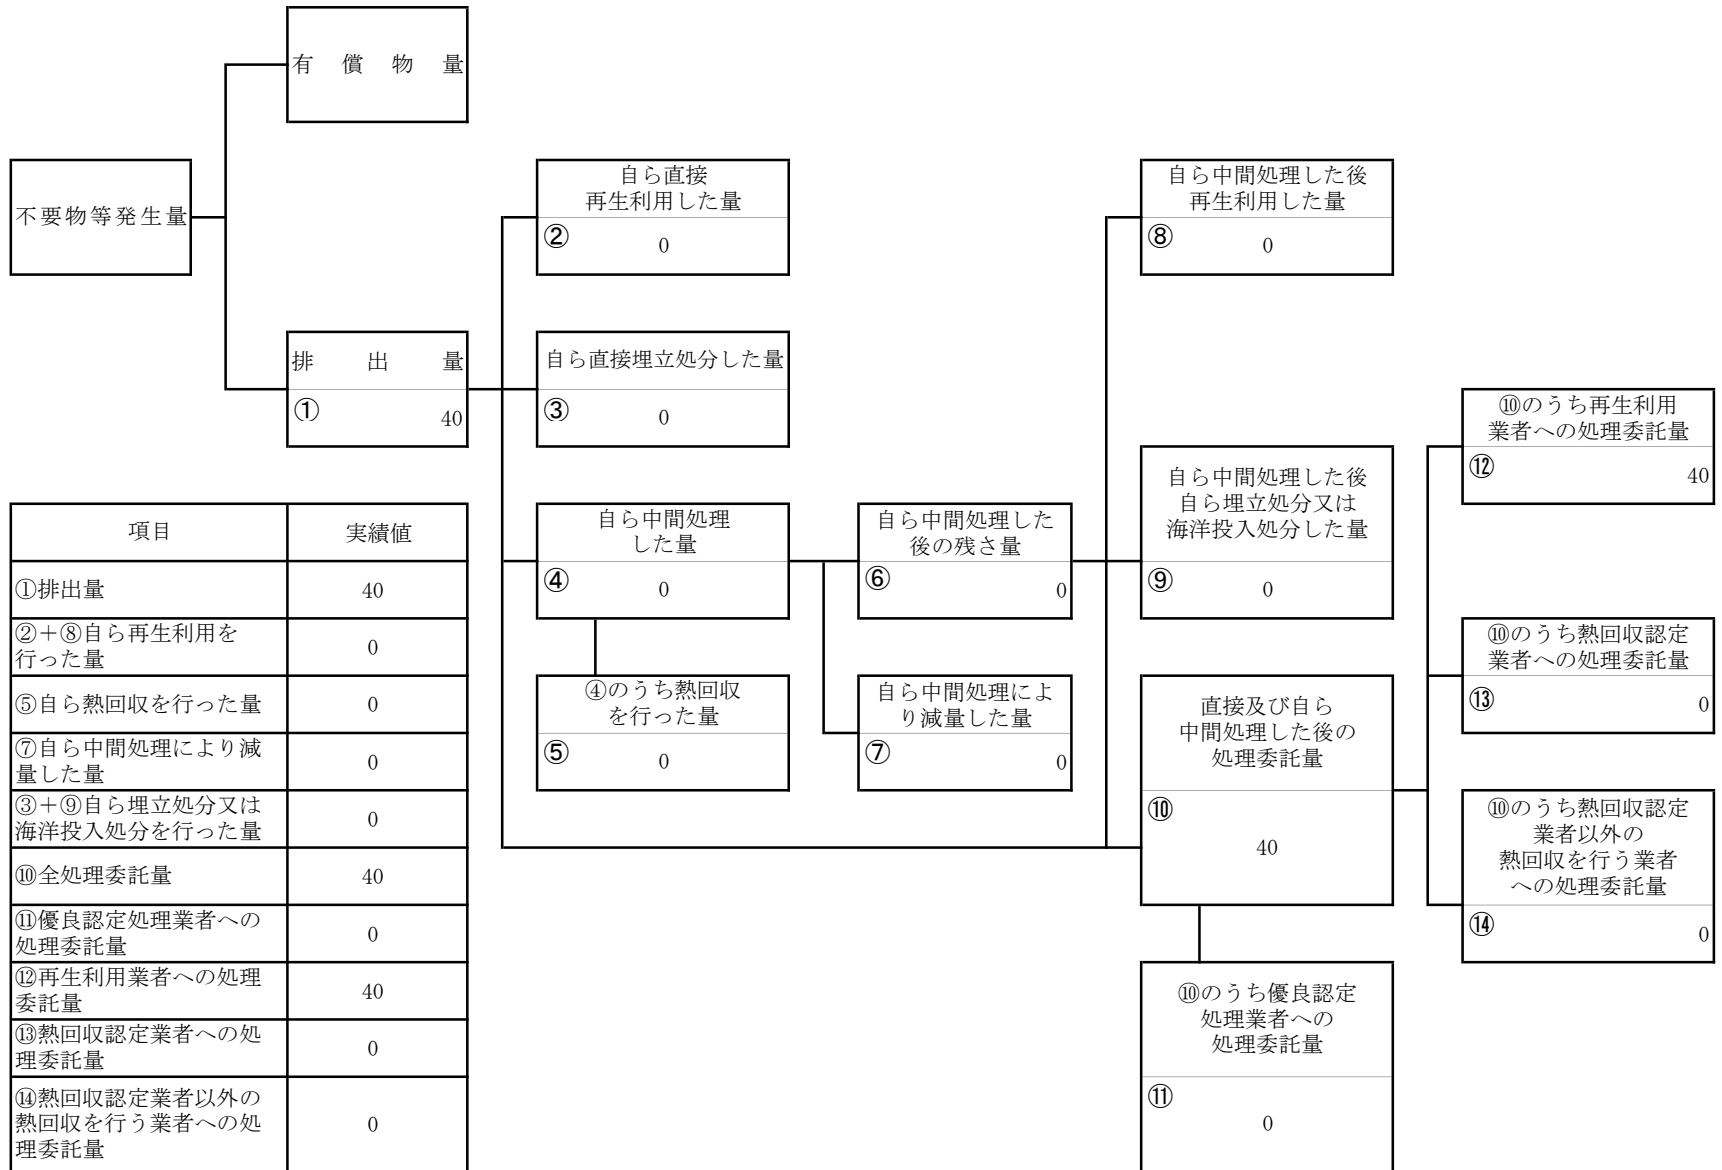 有償物量
不要物等発生量
排出量
①
40
自ら直接
再生利用した量
②
0
自ら直接埋立処分した量
③
0
自ら中間処理
した量
④
0
④のうち熱回収
を行った量
⑤
0
自ら中間処理した
後の残さ量
⑥
0
自ら中間処理によ
り減量した量
⑦
0
自ら中間処理した後
再生利用した量
⑧
0
自ら中間処理した後
自ら埋立処分又は
海洋投入処分した量
⑨
0
直接及び自ら
中間処理した後の
処理委託量
⑩
40
⑩のうち優良認定
処理業者への
処理委託量
⑪
0
⑩のうち再生利用
業者への処理委託量
⑫
40
⑩のうち熱回収認定
業者への処理委託量
⑬
0
⑩のうち熱回収認定
業者以外の
熱回収を行う業者
への処理委託量
⑭
0
項目 実績値
①排出量 40
②＋⑧自ら再生利用を
行った量 0
⑤自ら熱回収を行った量 0
⑦自ら中間処理により減
量した量 0
③＋⑨自ら埋立処分又は
海洋投入処分を行った量 0
⑩全処理委託量 40
⑪優良認定処理業者への
処理委託量 0
⑫再生利用業者への処理
委託量 40
⑬熱回収認定業者への処
理委託量 0
⑭熱回収認定業者以外の
熱回収を行う業者への処
理委託量 0